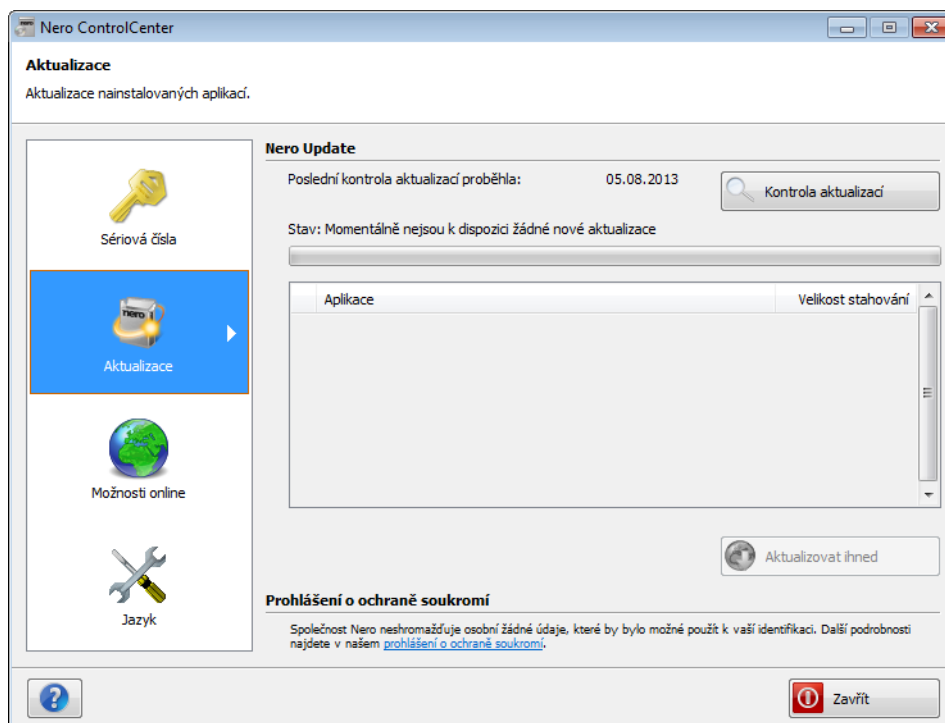 Nero ControlCenter
Aktualizace
Aktualizace nainstalovaných aplikací.
Sériová čísla
Aktualizace
Možnosti online
Jazyk
Nero Update
Poslední kontrola aktualizací proběhla: 05.08.2013
Kontrola aktualizací
Stav: Momentálně nejsou k dispozici žádné nové aktualizace
Aplikace Velikost stahování
Aktualizovat ihned
Prohlášení o ochraně soukromí
Společnost Nero neshromažďuje osobní žádné údaje, které by bylo možné použít k vaší identifikaci. Další podrobnosti
najdete v našem prohlášení o ochraně soukromí.
Zavřít